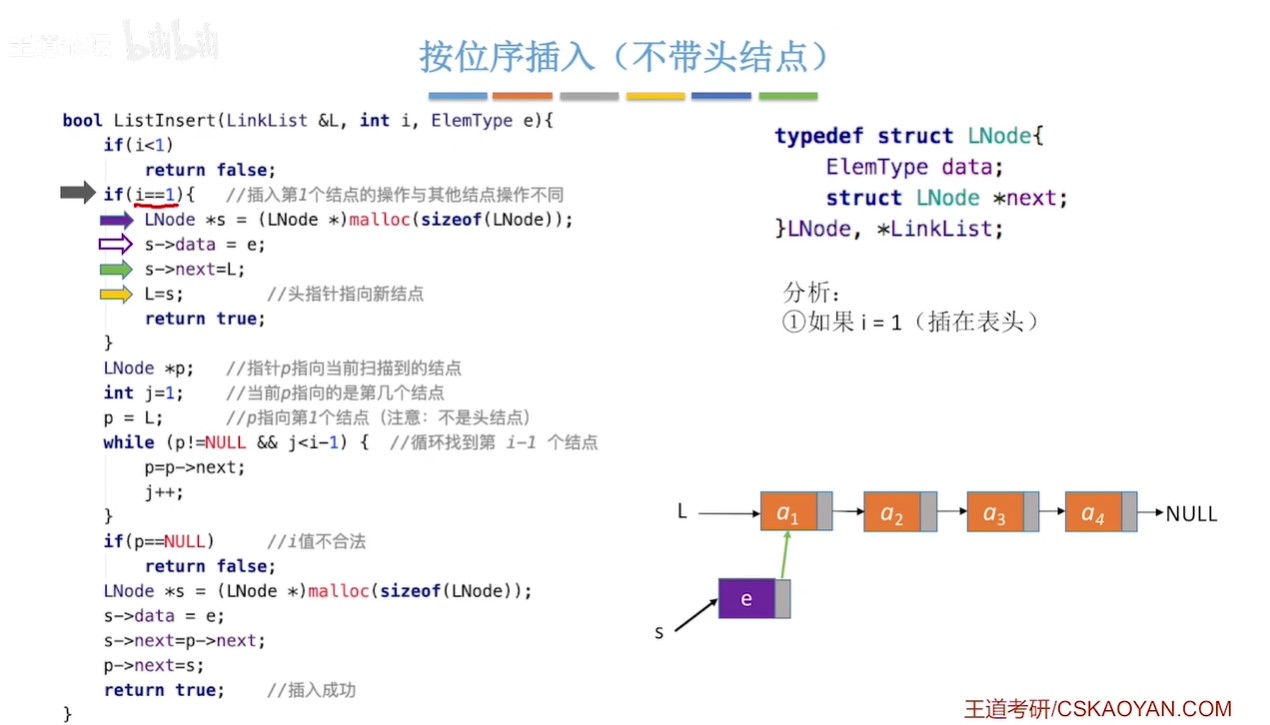 bilibili
按位序插入（不带头结点）
bool ListInsert(LinkList &L, int i, ElemType e){
if(i<1)
return false;
if(i==1){ //插入第1个结点的操作与其他结点操作不同
LNode *s = (LNode *)malloc(sizeof(LNode));
s->data = e;
s->next=L;
L=s; //头指针指向新结点
return true;
}
LNode *p; //指针p指向当前扫描到的结点
int j=1; //当前p指向的是第几个结点
p = L; //p指向第1个结点（注意：不是头结点）
while (p!=NULL && j<i-1) { //循环找到第 i-1 个结点
p=p->next;
j++;
}
if(p==NULL) //i值不合法
return false;
LNode *s = (LNode *)malloc(sizeof(LNode));
s->data = e;
s->next=p->next;
p->next=s;
return true; //插入成功
}
typedef struct LNode{
ElemType data;
struct LNode *next;
}LNode, *LinkList;
分析：
①如果 i = 1（插在表头）
L a1 a2 a3 a4 NULL
e
s
王道考研/CSKAOYAN.COM